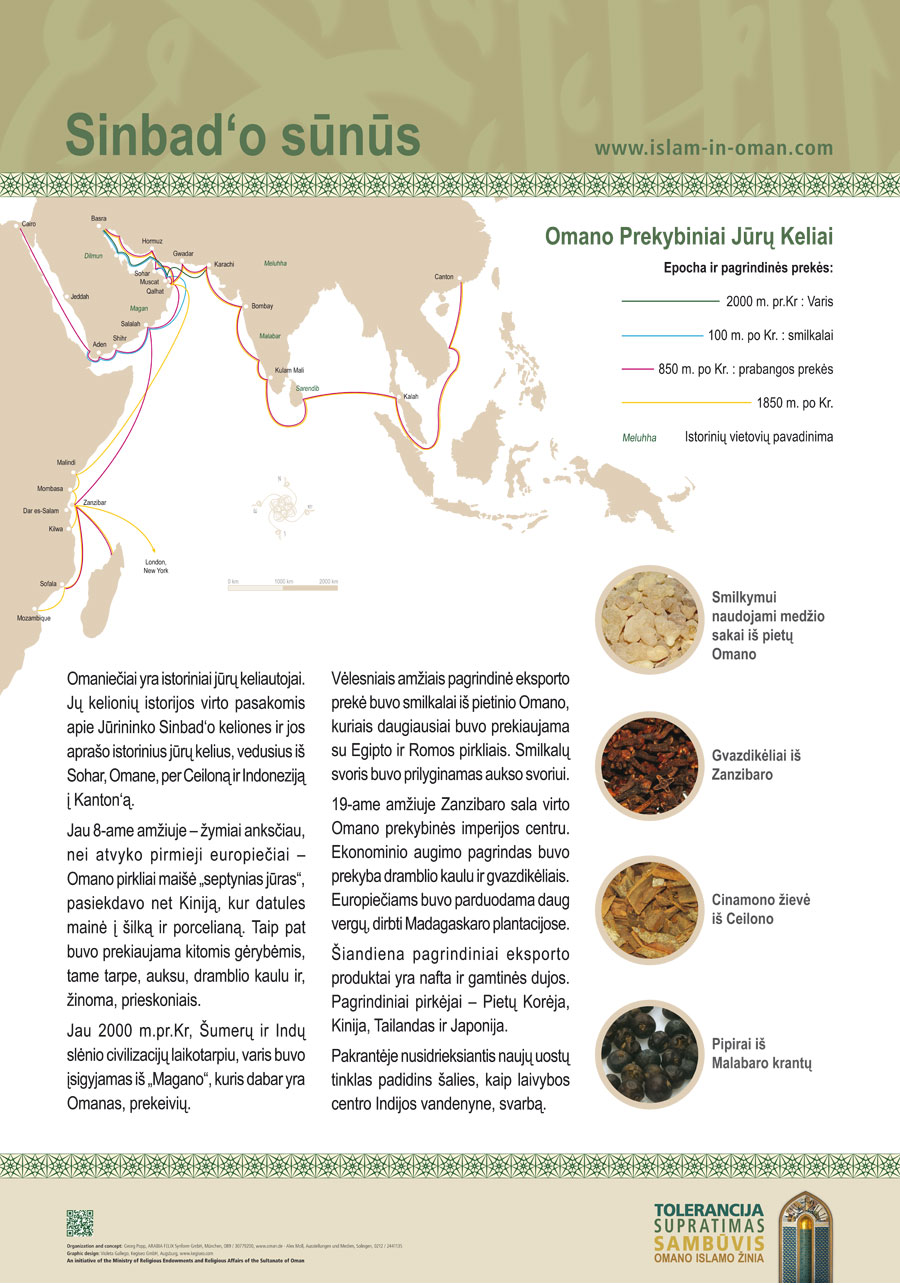 Sinbad‘o sūnūs
www.islam-in-oman.com
Omano Prekybiniai Jūrų Keliai
Epocha ir pagrindinės prekės:
2000 m. pr.Kr : Varis
100 m. po Kr. : smilkalai
850 m. po Kr. : prabangos prekės
1850 m. po Kr.
Meluhha Istorinių vietovių pavadinima
Cairo
Basra
Dilmun
Hormuz
Gwadar
Karachi
Meluhha
Canton
Sohar
Muscat
Qalhat
Jeddah
Magan
Bombay
Salalah
Shihr
Aden
Malabar
Kulam Mali
Sarendib
Kalah
Malindi
Mombasa
Zanzibar
Dar es-Salam
Kilwa
London,
New York
Sofala
Mozambique
0 km 1000 km 2000 km
Smilkymui
naudojami medžio
sakai iš pietų
Omano
Gvazdikėliai iš
Zanzibaro
Cinamono žievė
iš Ceilono
Pipirai iš
Malabaro krantų
Omaniečiai yra istoriniai jūrų keliautojai.
Jų kelionių istorijos virto pasakomis
apie Jūrininko Sinbad‘o keliones ir jos
aprašo istorinius jūrų kelius, vedusius iš
Sohar, Omane, per Ceiloną ir Indoneziją
į Kanton‘ą.
Jau 8-ame amžiuje – žymiai anksčiau,
nei atvyko pirmieji europiečiai –
Omano pirkliai maišė „septynias jūras“,
pasiekdavo net Kiniją, kur datules
mainė į šilką ir porcelianą. Taip pat
buvo prekiaujama kitomis gėrybėmis,
tame tarpe, auksu, dramblio kaulu ir,
žinoma, prieskoniais.
Jau 2000 m.pr.Kr, Šumerų ir Indų
slėnio civilizacijų laikotarpiu, varis buvo
įsigyjamas iš „Magano“, kuris dabar yra
Omanas, prekeivių.
Vėlesniais amžiais pagrindinė eksporto
prekė buvo smilkalai iš pietinio Omano,
kuriais daugiausiai buvo prekiaujama
su Egipto ir Romos pirkliais. Smilkalų
svoris buvo prilyginamas aukso svoriui.
19-ame amžiuje Zanzibaro sala virto
Omano prekybinės imperijos centru.
Ekonominio augimo pagrindas buvo
prekyba dramblio kaulu ir gvazdikėliais.
Europiečiams buvo parduodama daug
vergų, dirbti Madagaskaro plantacijose.
Šiandiena pagrindiniai eksporto
produktai yra nafta ir gamtinės dujos.
Pagrindiniai pirkėjai – Pietų Korėja,
Kinija, Tailandas ir Japonija.
Pakrantėje nusidrieksiantis naujų uostų
tinklas padidins šalies, kaip laivybos
centro Indijos vandenyne, svarbą.
Organization and concept: Georg Popp, ARABIA FELIX Synform GmbH, München, 089 / 30779200, www.oman.de - Alex Moll, Ausstellungen und Medien, Solingen, 0212 / 2441135
Graphic design: Violeta Gallego, Kegiseo GmbH, Augsburg, www.kegiseo.com
An initiative of the Ministry of Religious Endowments and Religious Affairs of the Sultanate of Oman
TOLERANCIJA
SUPRATIMAS
SAMBŪVIS
OMANO ISLAMO ŽINIA